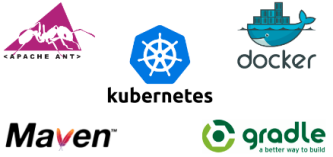 <APACHE ANT>
docker
kubernetes
Maven™
gradle
a better way to build